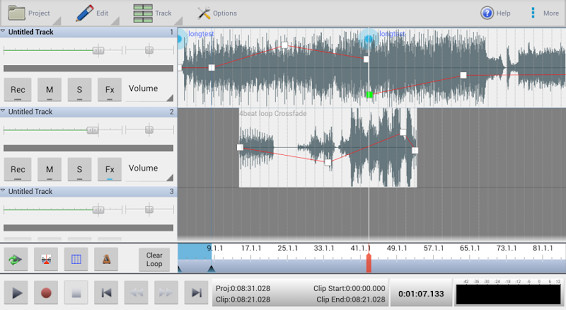 Project Edit Track Options Help More
Untitled Track 1
longtest longtest
Rec M S Fx Volume
Untitled Track 2
4beat loop Crossfade
Rec M S Fx Volume
Untitled Track 3
9.1.1 17.1.1 25.1.1 33.1.1 41.1.1 49.1.1 57.1.1 65.1.1 73.1.1 81.1.1
Clear
Loop
Proj:0:08:31.028 Clip Start:0:00:00.000
Clip:0:08:21.028 Clip End:0:08:21.028
0:01:07.133